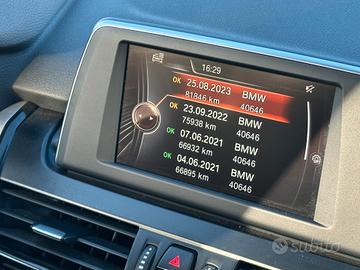 16:29
OK 25.08.2023 BMW
81846 km 40646
OK 23.09.2022 BMW
75938 km 40646
OK 07.06.2021 BMW
66932 km 40646
OK 04.06.2021 BMW
66895 km 40646
subito